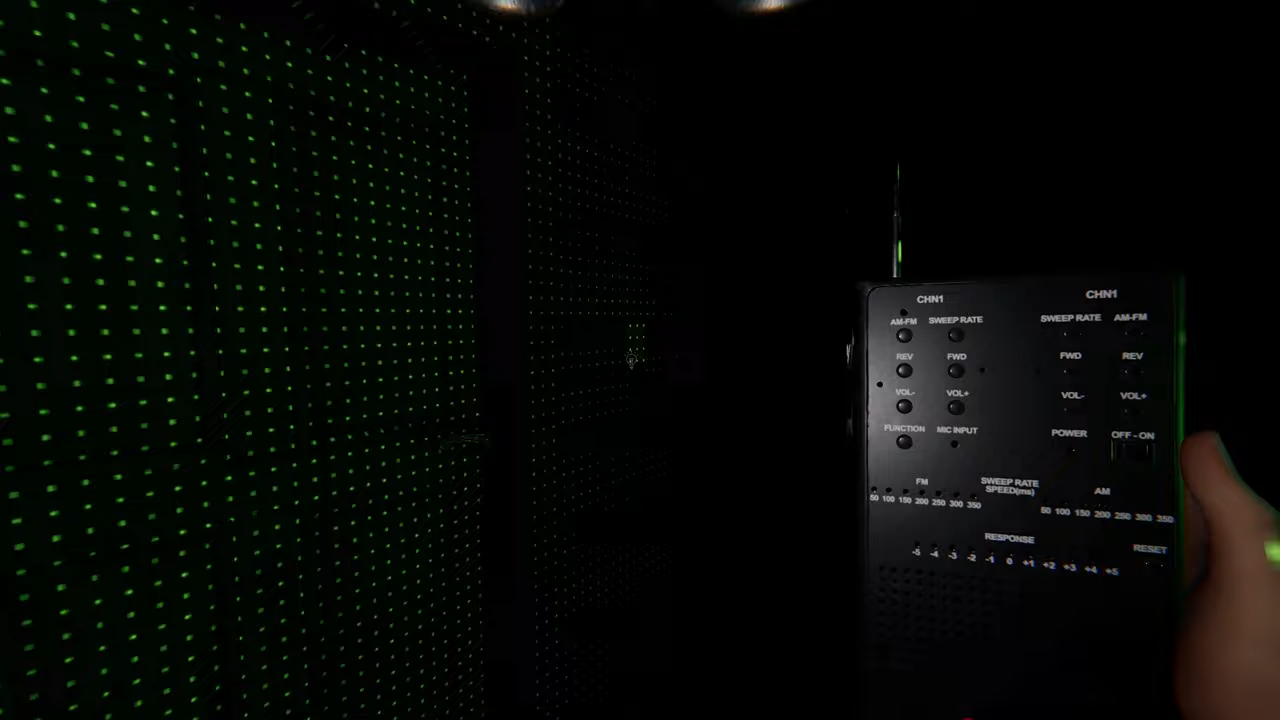 CHN1 CHN1
AM-FM SWEEP RATE SWEEP RATE AM-FM
REV FWD FWD REV
VOL- VOL+ VOL- VOL+
FUNCTION MIC INPUT POWER OFF - ON
FM SWEEP RATE SPEED(ms) AM
50 100 150 200 250 300 350 50 100 150 200 250 300 350
RESPONSE RESET
-5 -4 -3 -2 -1 0 +1 +2 +3 +4 +5